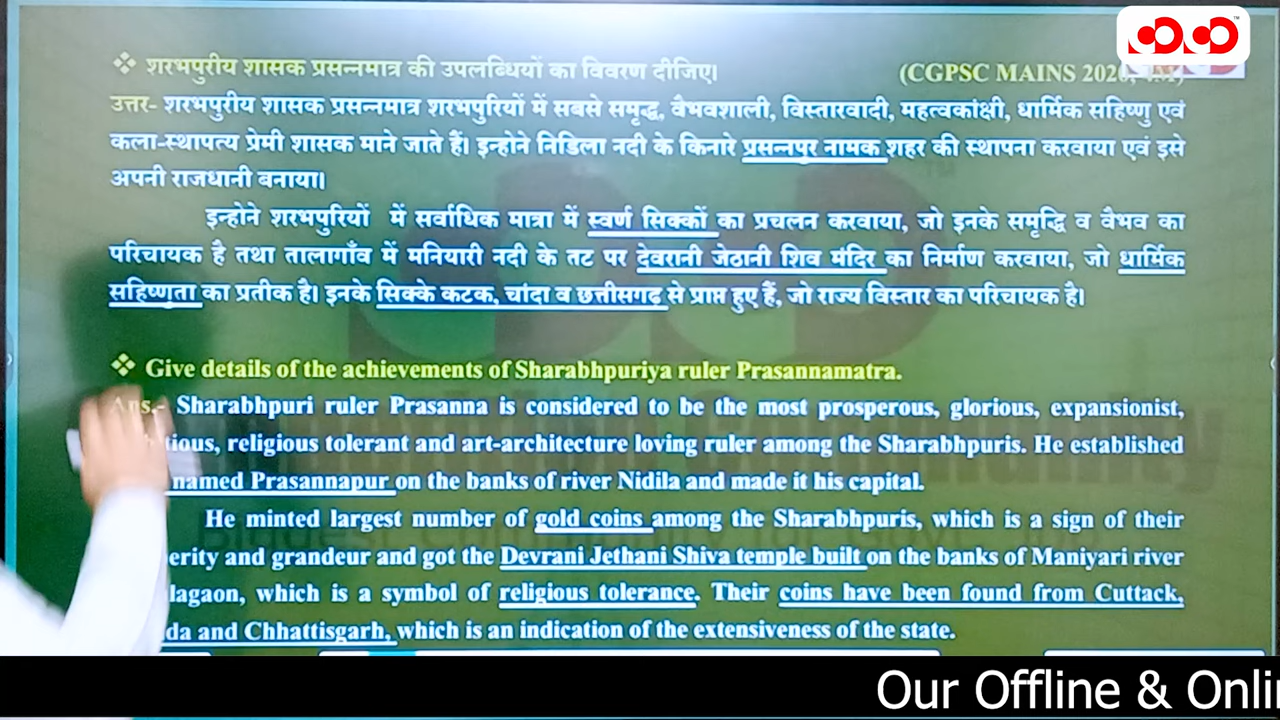 ❖ शरभपुरीय शासक प्रसन्नमात्र की उपलब्धियों का विवरण दीजिए। (CGPSC MAINS 2020,
उत्तर- शरभपुरीय शासक प्रसन्नमात्र शरभपुरियों में सबसे समृद्ध, वैभवशाली, विस्तारवादी, महत्वकांक्षी, धार्मिक सहिष्णु एवं
कला-स्थापत्य प्रेमी शासक माने जाते हैं। इन्होने निडिला नदी के किनारे प्रसन्नपुर नामक शहर की स्थापना करवाया एवं इसे
अपनी राजधानी बनाया।
इन्होने शरभपुरियों में सर्वाधिक मात्रा में स्वर्ण सिक्कों का प्रचलन करवाया, जो इनके समृद्धि व वैभव का
परिचायक है तथा तालागाँव में मनियारी नदी के तट पर देवरानी जेठानी शिव मंदिर का निर्माण करवाया, जो धार्मिक
सहिष्णुता का प्रतीक है। इनके सिक्के कटक, चांदा व छत्तीसगढ़ से प्राप्त हुए हैं, जो राज्य विस्तार का परिचायक है।
❖ Give details of the achievements of Sharabhpuriya ruler Prasannamatra.
Ans.- Sharabhpuri ruler Prasanna is considered to be the most prosperous, glorious, expansionist,
tious, religious tolerant and art-architecture loving ruler among the Sharabhpuris. He established
named Prasannapur on the banks of river Nidila and made it his capital.
He minted largest number of gold coins among the Sharabhpuris, which is a sign of their
erity and grandeur and got the Devrani Jethani Shiva temple built on the banks of Maniyari river
lagaon, which is a symbol of religious tolerance. Their coins have been found from Cuttack,
da and Chhattisgarh, which is an indication of the extensiveness of the state.
Our Offline & Onli